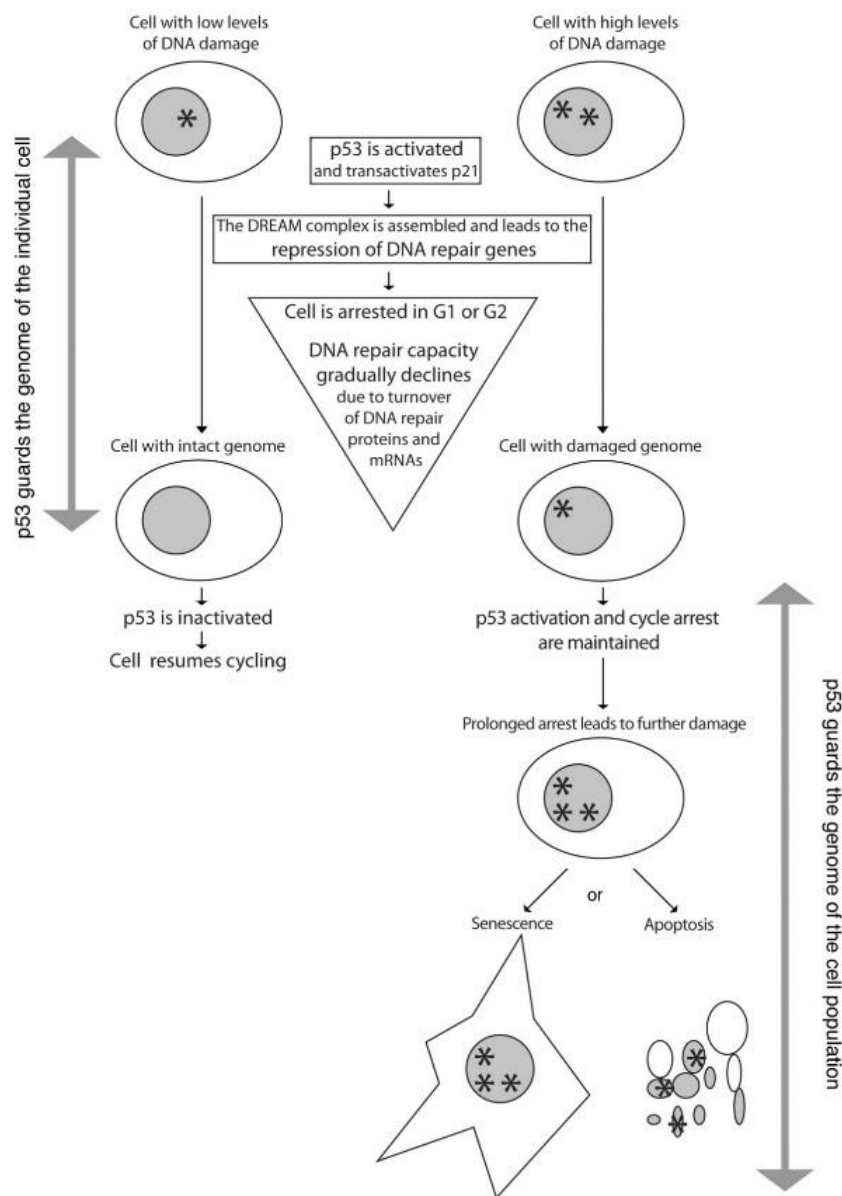 Cell with low levels
of DNA damage
Cell with high levels
of DNA damage
p53 is activated
and transactivates p21
The DREAM complex is assembled and leads to the
repression of DNA repair genes
Cell is arrested in G1 or G2
DNA repair capacity
gradually declines
due to turnover
of DNA repair
proteins and
mRNAs
p53 guards the genome of the individual cell
Cell with intact genome
Cell with damaged genome
p53 is inactivated
Cell resumes cycling
p53 activation and cycle arrest
are maintained
Prolonged arrest leads to further damage
or
Senescence
Apoptosis
p53 guards the genome of the cell population